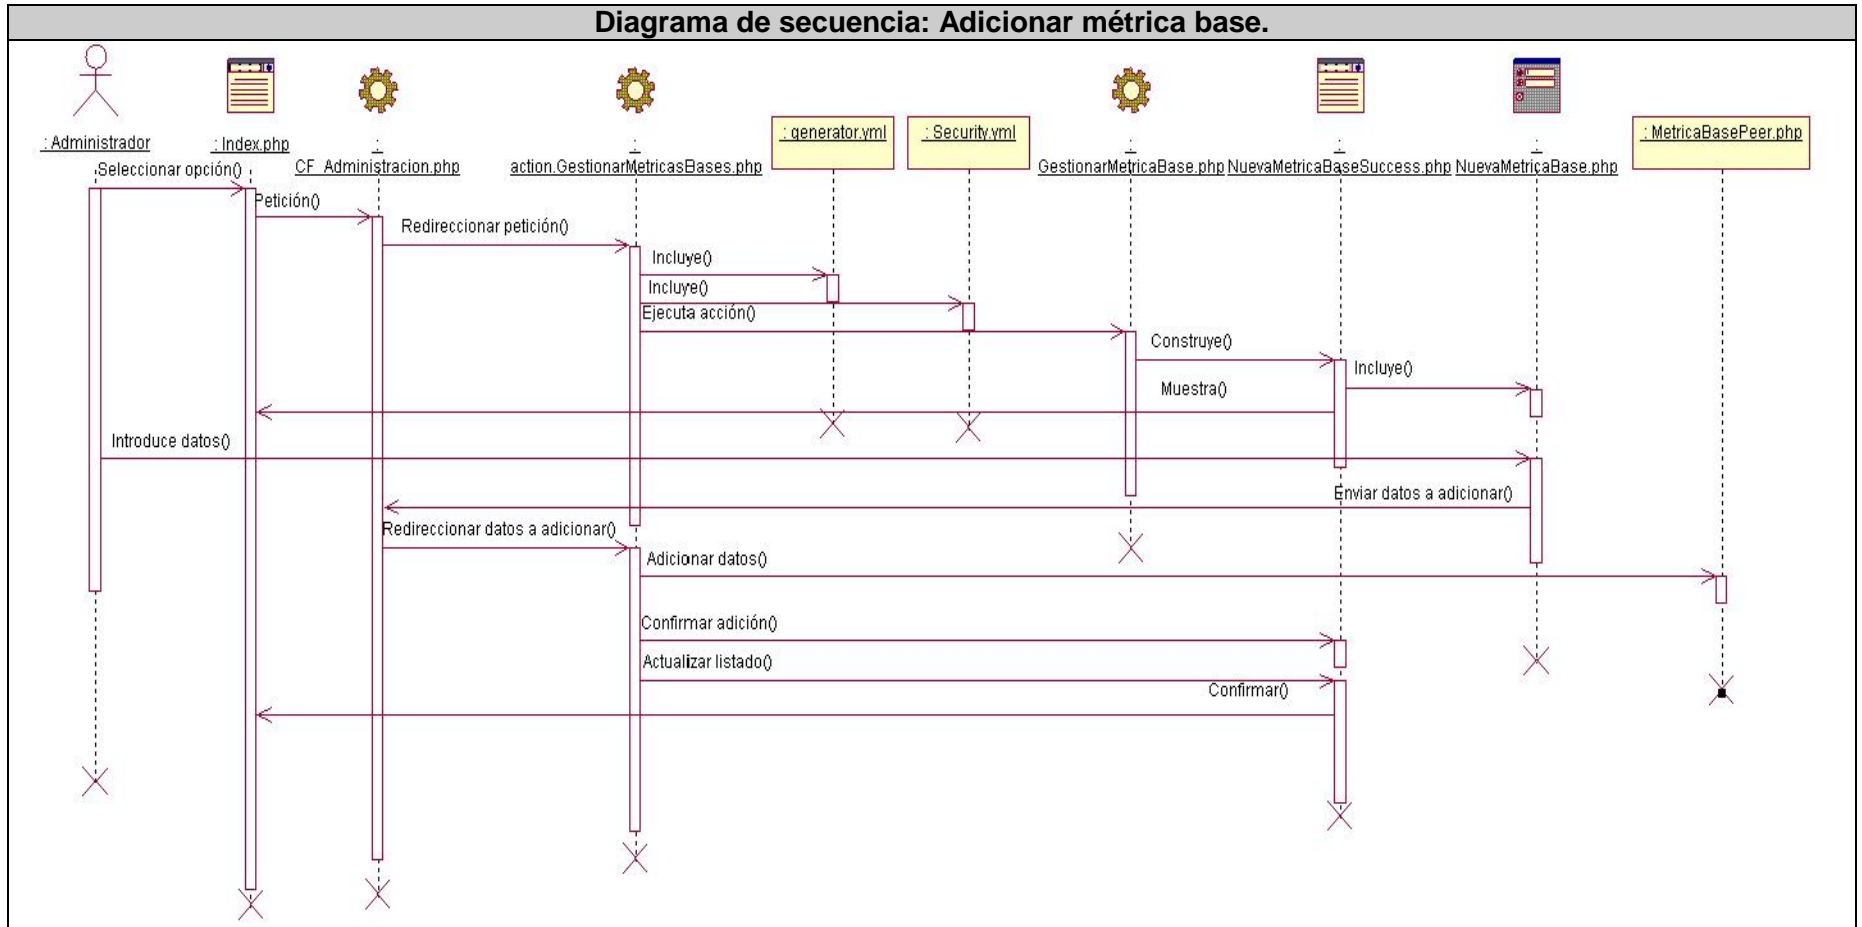 Diagrama de secuencia: Adicionar métrica base.
: Administrador
: Index.php
:
CF_Administracion.php
:
action.GestionarMetricasBases.php
: generator.yml
: Security.yml
:
GestionarMetricaBase.php
:
NuevaMetricaBaseSuccess.php
:
NuevaMetricaBase.php
: MetricaBasePeer.php
Seleccionar opción()
Petición()
Redireccionar petición()
Incluye()
Incluye()
Ejecuta acción()
Construye()
Incluye()
Muestra()
Introduce datos()
Enviar datos a adicionar()
Redireccionar datos a adicionar()
Adicionar datos()
Confirmar adición()
Actualizar listado()
Confirmar()